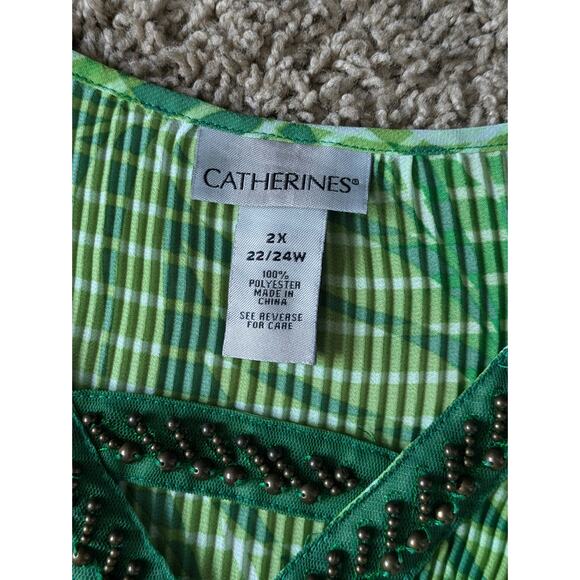 CATHERINES®
2X
22/24W
100%
POLYESTER
MADE IN
CHINA
SEE REVERSE
FOR CARE